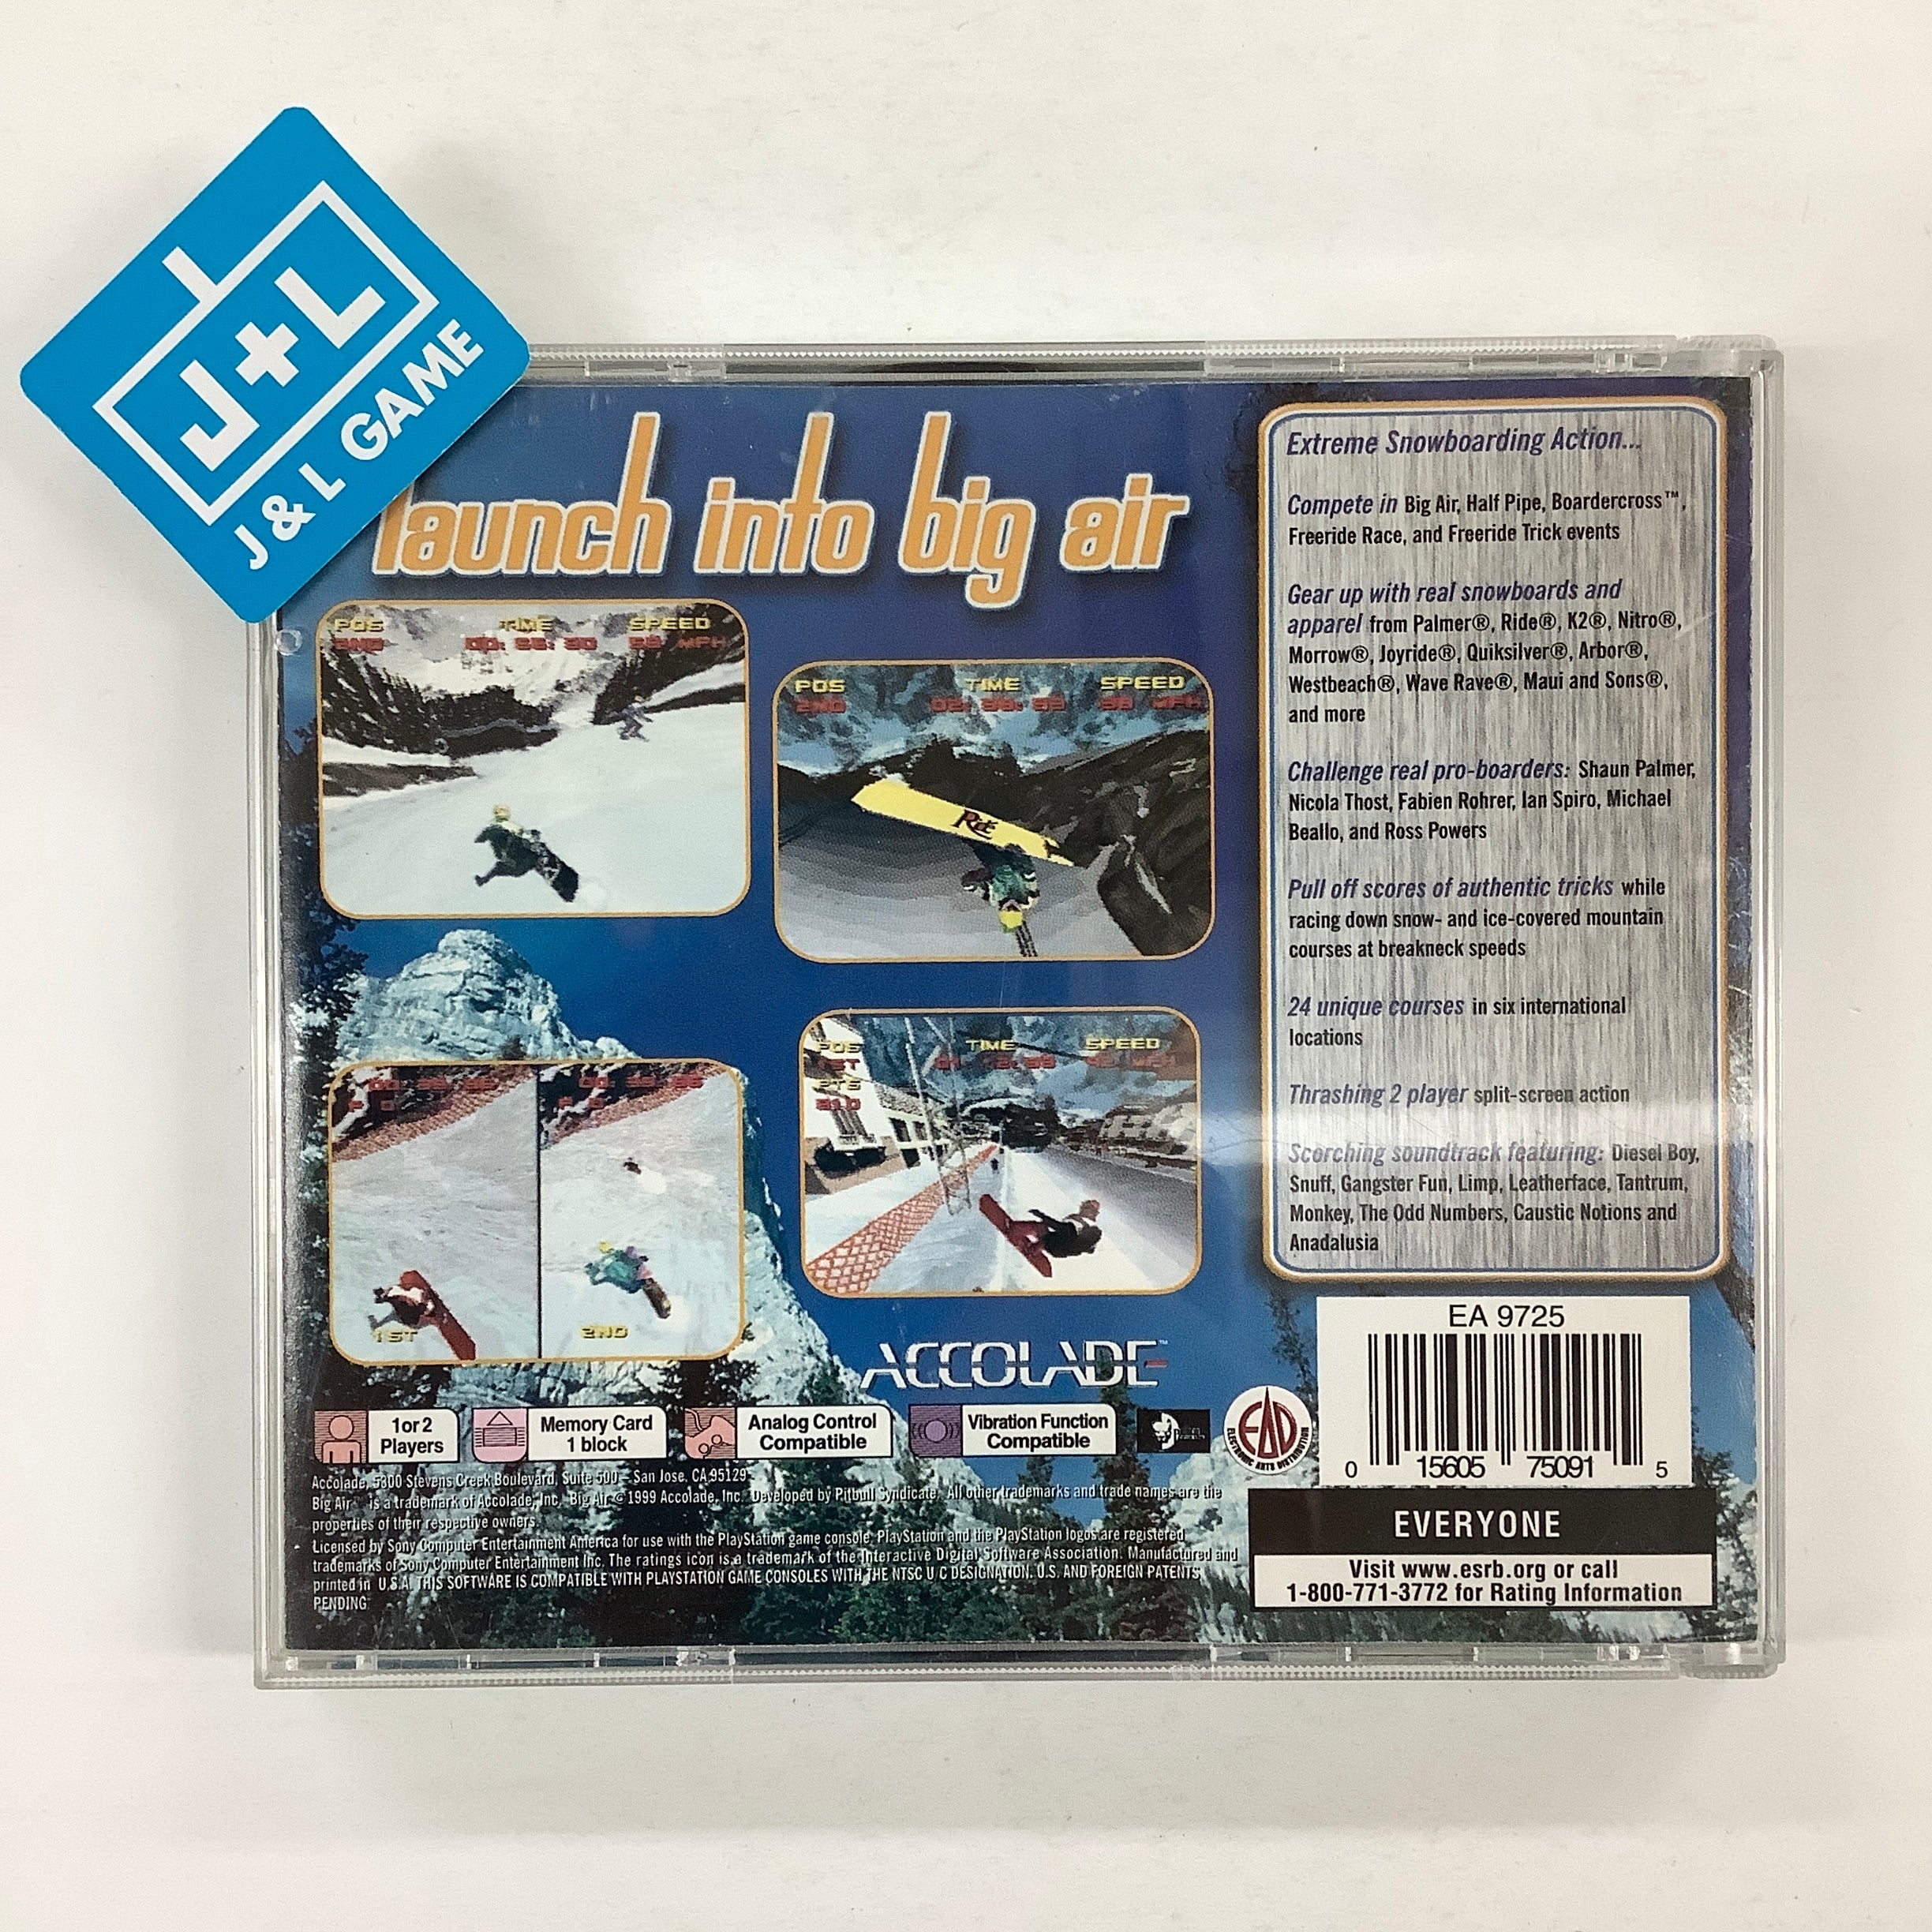 J+L
J & L GAME
launch into big air
POS TIME SPEED
2ND
POS TIME SPEED
2ND
Ride
POS TIME SPEED
1ST
PTS
1ST
2ND
Extreme Snowboarding Action...
Compete in Big Air, Half Pipe, Boardercross™,
Freeride Race, and Freeride Trick events
Gear up with real snowboards and
apparel from Palmer®, Ride®, K2®, Nitro®,
Morrow®, Joyride®, Quiksilver®, Arbor®,
Westbeach®, Wave Rave®, Maui and Sons®,
and more
Challenge real pro-boarders: Shaun Palmer,
Nicola Thost, Fabien Rohrer, Ian Spiro, Michael
Beallo, and Ross Powers
Pull off scores of authentic tricks while
racing down snow- and ice-covered mountain
courses at breakneck speeds
24 unique courses in six international
locations
Thrashing 2 player split-screen action
Scorching soundtrack featuring: Diesel Boy,
Snuff, Gangster Fun, Limp, Leatherface, Tantrum,
Monkey, The Odd Numbers, Caustic Notions and
Anadalusia
ACCOLADE™
1 or 2
Players
Memory Card
1 block
Analog Control
Compatible
Vibration Function
Compatible
EAD
ELECTRONIC ARTS DISTRIBUTION
EA 9725
0 15605 75091 5
EVERYONE
Visit www.esrb.org or call
1-800-771-3772 for Rating Information
Accolade, 5300 Stevens Creek Boulevard, Suite 500 – San Jose, CA 95129
Big Air™ is a trademark of Accolade, Inc. Big Air © 1999 Accolade, Inc. Developed by Pitbull Syndicate. All other trademarks and trade names are the
properties of their respective owners.
Licensed by Sony Computer Entertainment America for use with the PlayStation game console. PlayStation and the PlayStation logos are registered
trademarks of Sony Computer Entertainment Inc. The ratings icon is a trademark of the Interactive Digital Software Association. Manufactured and
printed in U.S.A. THIS SOFTWARE IS COMPATIBLE WITH PLAYSTATION GAME CONSOLES WITH THE NTSC U/C DESIGNATION. U.S. AND FOREIGN PATENTS
PENDING